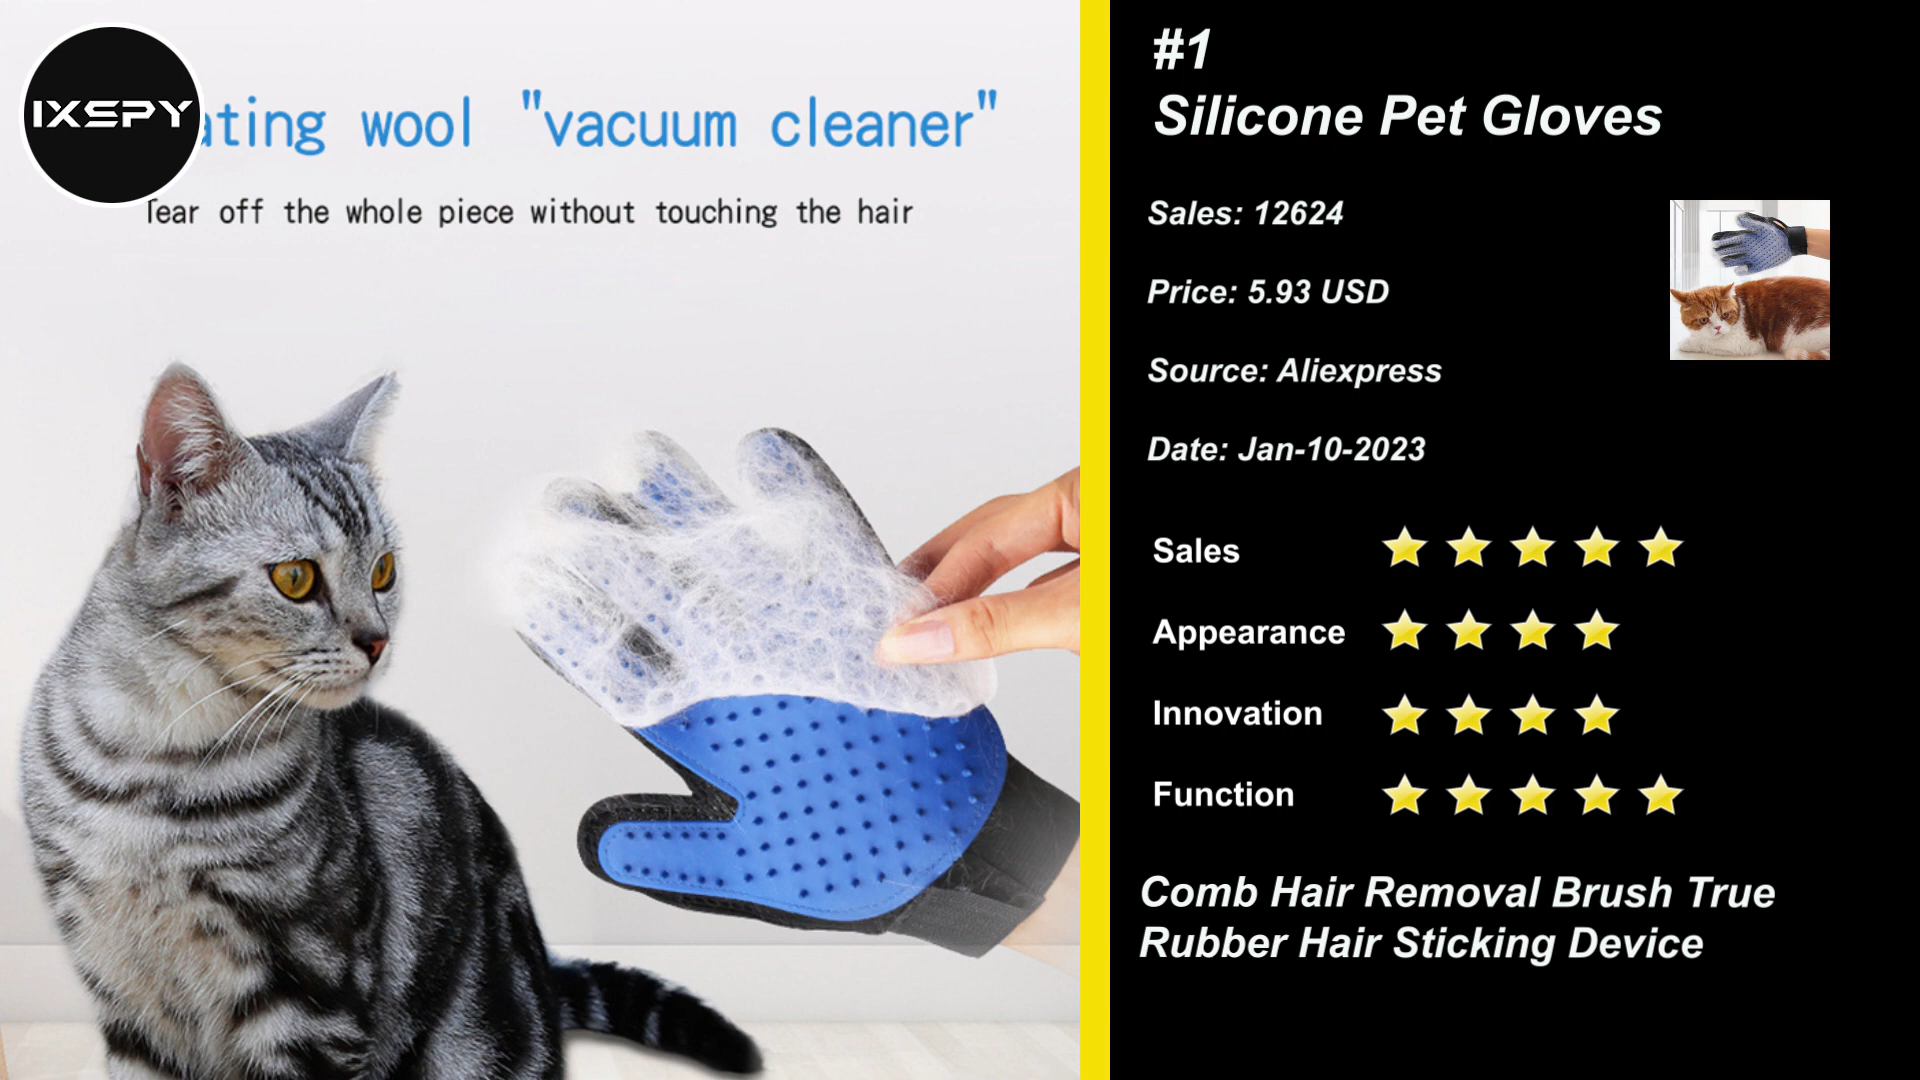 IXSPY
wool "vacuum cleaner"
Tear off the whole piece without touching the hair
#1
Silicone Pet Gloves
Sales: 12624
Price: 5.93 USD
Source: Aliexpress
Date: Jan-10-2023
Sales
Appearance
Innovation
Function
Comb Hair Removal Brush True
Rubber Hair Sticking Device